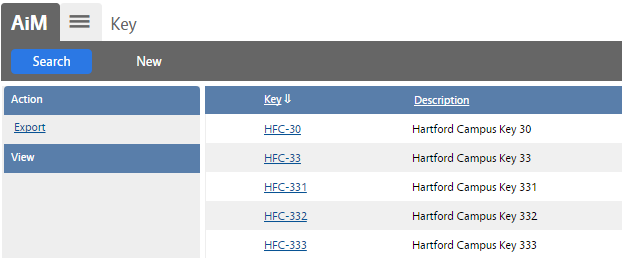 AiM Key
Search New
Action
Export
View
Key⇓ Description
HFC-30 Hartford Campus Key 30
HFC-33 Hartford Campus Key 33
HFC-331 Hartford Campus Key 331
HFC-332 Hartford Campus Key 332
HFC-333 Hartford Campus Key 333